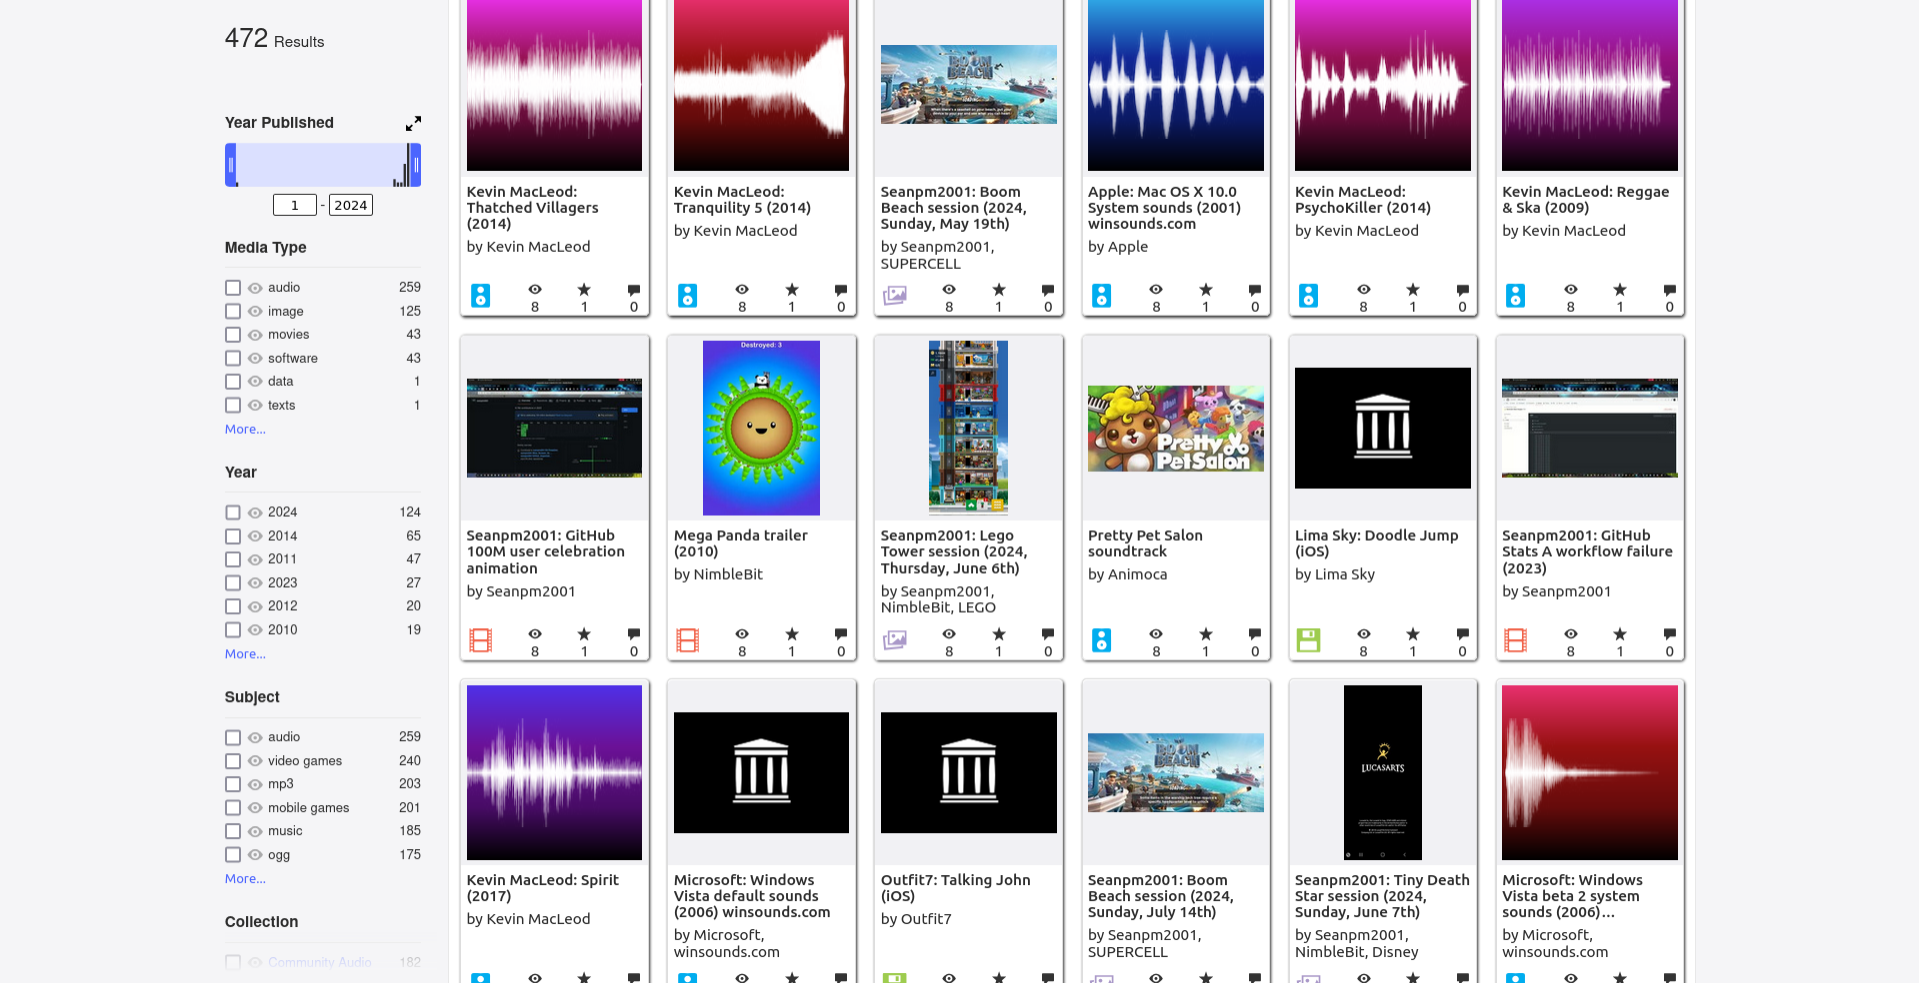 472 Results
Year Published
1 - 2024
Media Type
audio 259
image 125
movies 43
software 43
data 1
texts 1
More...
Year
2024 124
2014 65
2011 47
2023 27
2012 20
2010 19
More...
Subject
audio 259
video games 240
mp3 203
mobile games 201
music 185
ogg 175
More...
Collection
Community Audio 182
Kevin MacLeod:
Thatched Villagers
(2014)
by Kevin MacLeod
8 1 0
Kevin MacLeod:
Tranquility 5 (2014)
by Kevin MacLeod
8 1 0
BOOM
BEACH
Seanpm2001: Boom
Beach session (2024,
Sunday, May 19th)
by Seanpm2001,
SUPERCELL
8 1 0
Apple: Mac OS X 10.0
System sounds (2001)
winsounds.com
by Apple
8 1 0
Kevin MacLeod:
PsychoKiller (2014)
by Kevin MacLeod
8 1 0
Kevin MacLeod: Reggae
& Ska (2009)
by Kevin MacLeod
8 1 0
Seanpm2001: GitHub
100M user celebration
animation
by Seanpm2001
8 1 0
Destroyed: 3
Mega Panda trailer
(2010)
by NimbleBit
8 1 0
Seanpm2001: Lego
Tower session (2024,
Thursday, June 6th)
by Seanpm2001,
NimbleBit, LEGO
8 1 0
Pretty
Pet Salon
Pretty Pet Salon
soundtrack
by Animoca
8 1 0
Lima Sky: Doodle Jump
(iOS)
by Lima Sky
8 1 0
Seanpm2001: GitHub
Stats A workflow failure
(2023)
by Seanpm2001
8 1 0
Kevin MacLeod: Spirit
(2017)
by Kevin MacLeod
Microsoft: Windows
Vista default sounds
(2006) winsounds.com
by Microsoft,
winsounds.com
Outfit7: Talking John
(iOS)
by Outfit7
BOOM
BEACH
Seanpm2001: Boom
Beach session (2024,
Sunday, July 14th)
by Seanpm2001,
SUPERCELL
LUCASARTS
Seanpm2001: Tiny Death
Star session (2024,
Sunday, June 7th)
by Seanpm2001,
NimbleBit, Disney
Microsoft: Windows
Vista beta 2 system
sounds (2006)...
by Microsoft,
winsounds.com